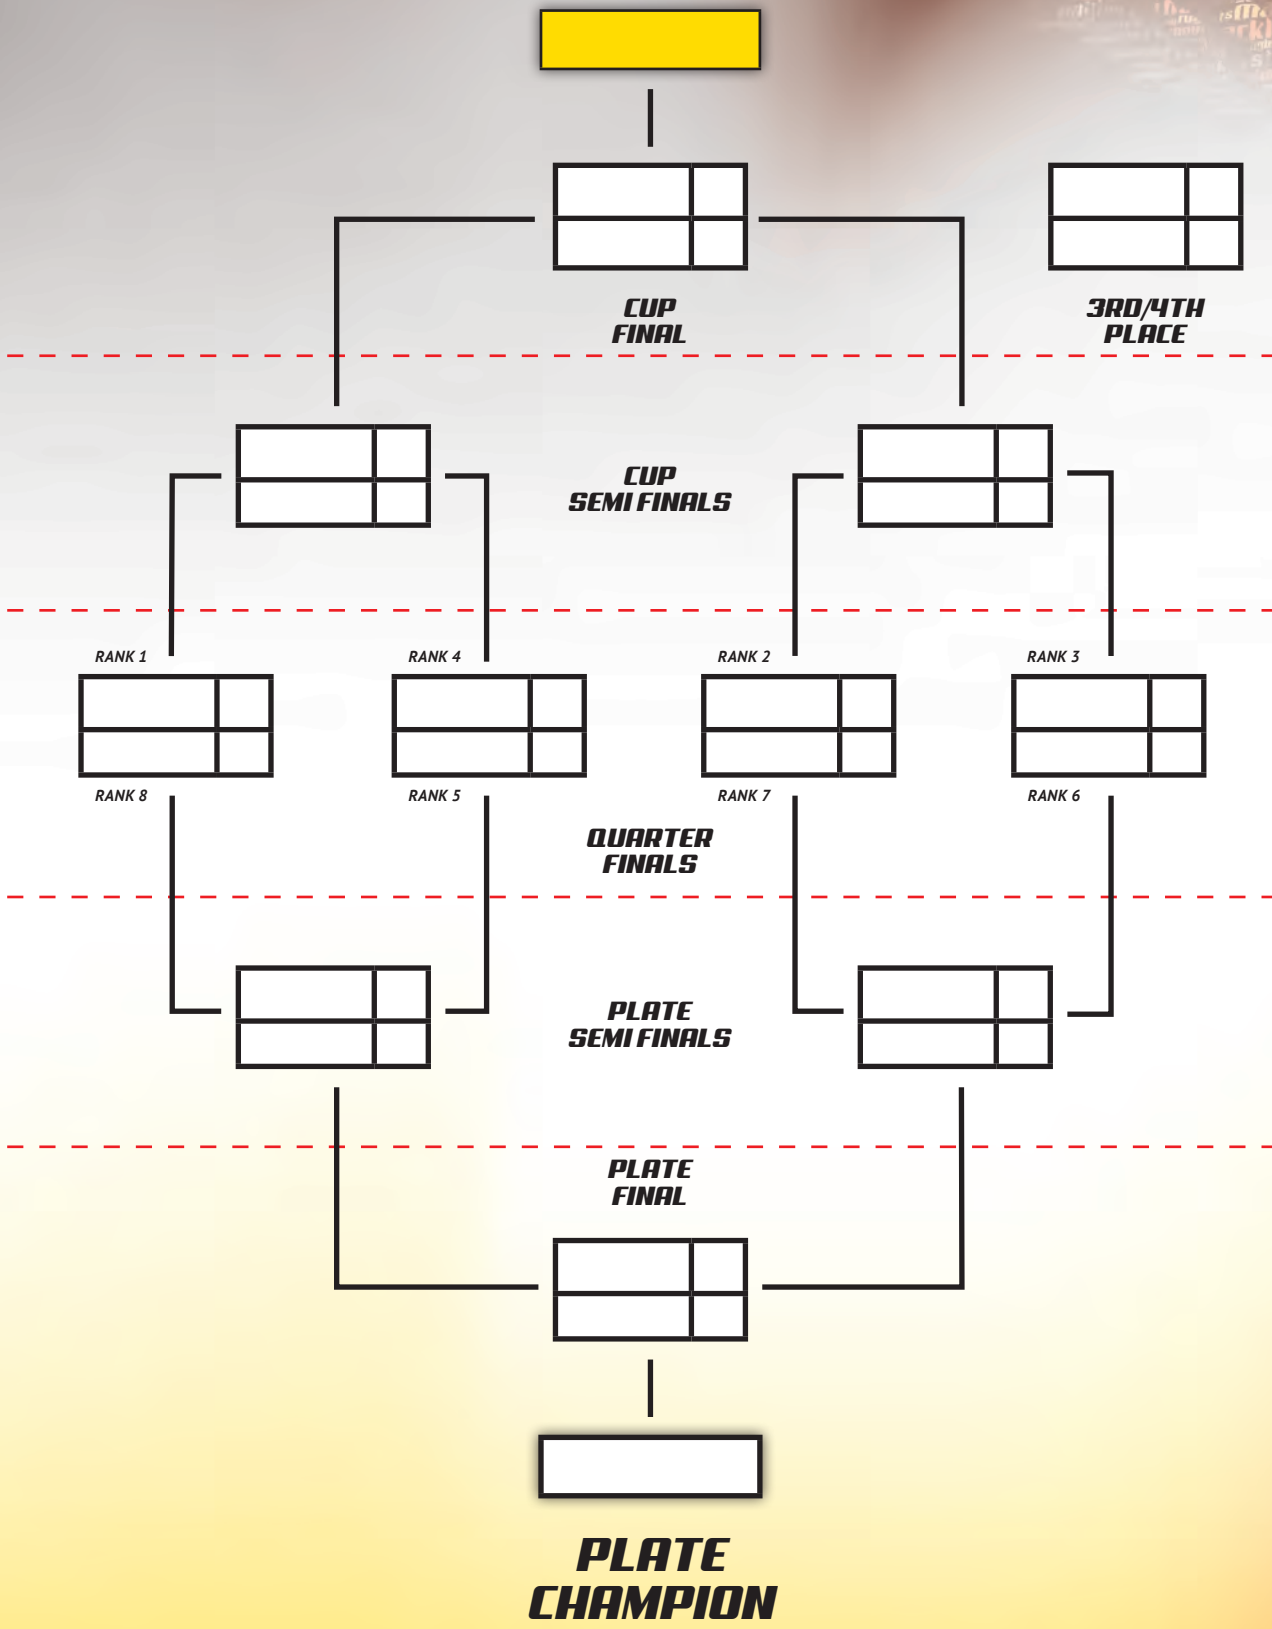 CUP
FINAL
3RD/4TH
PLACE
CUP
SEMI FINALS
RANK 1
RANK 4
RANK 2
RANK 3
RANK 8
RANK 5
RANK 7
RANK 6
QUARTER
FINALS
PLATE
SEMI FINALS
PLATE
FINAL
PLATE
CHAMPION